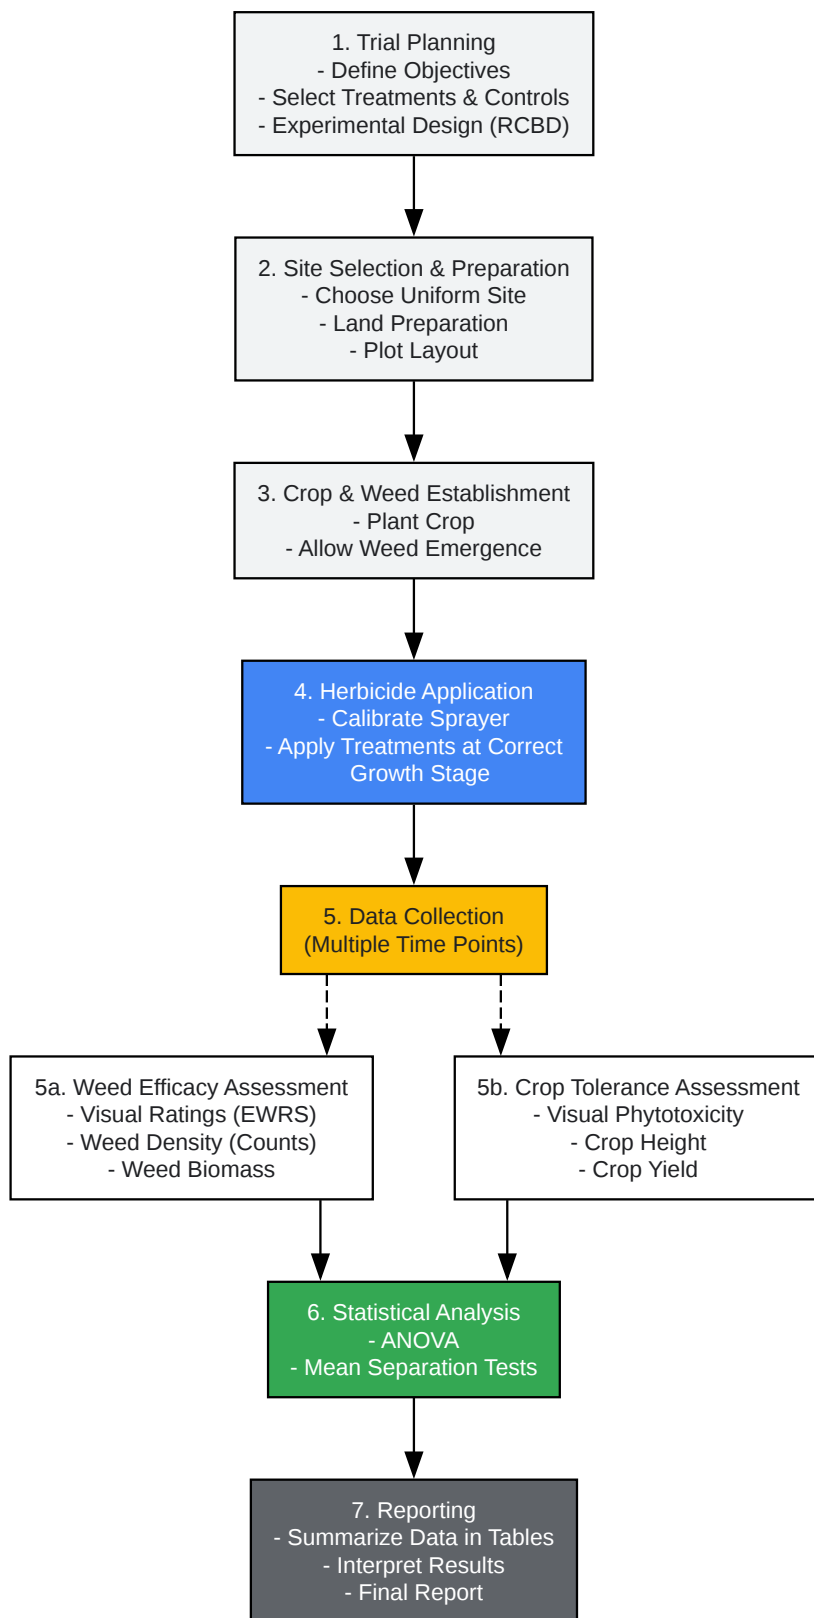 1. Trial Planning
- Define Objectives
- Select Treatments & Controls
- Experimental Design (RCBD)
2. Site Selection & Preparation
- Choose Uniform Site
- Land Preparation
- Plot Layout
3. Crop & Weed Establishment
- Plant Crop
- Allow Weed Emergence
4. Herbicide Application
- Calibrate Sprayer
- Apply Treatments at Correct
Growth Stage
5. Data Collection
(Multiple Time Points)
5a. Weed Efficacy Assessment
- Visual Ratings (EWRS)
- Weed Density (Counts)
- Weed Biomass
5b. Crop Tolerance Assessment
- Visual Phytotoxicity
- Crop Height
- Crop Yield
6. Statistical Analysis
- ANOVA
- Mean Separation Tests
7. Reporting
- Summarize Data in Tables
- Interpret Results
- Final Report